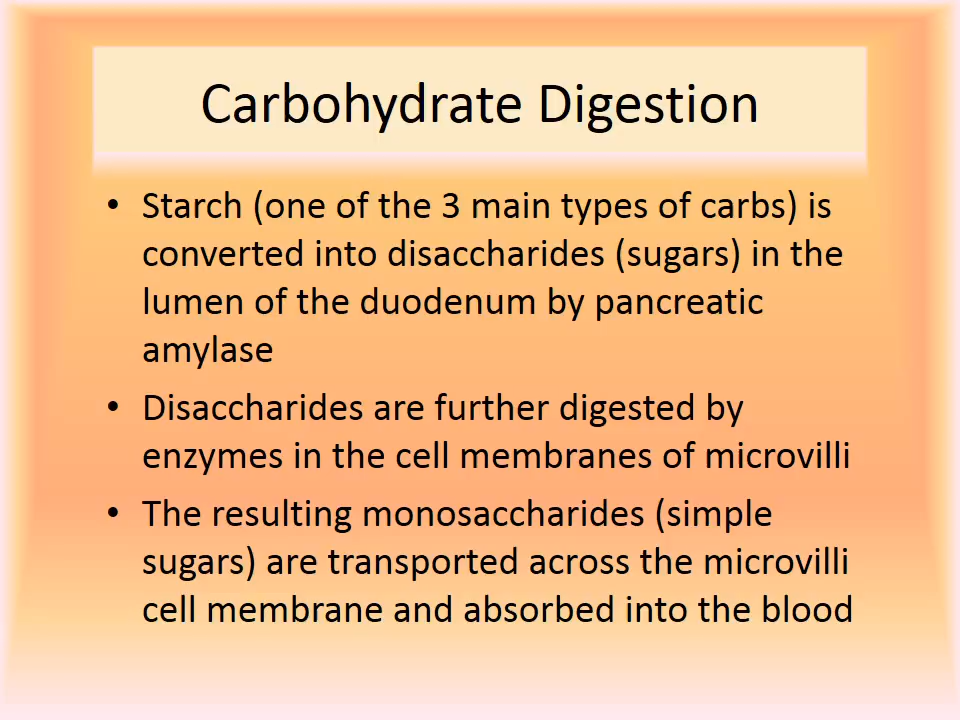 Carbohydrate Digestion
• Starch (one of the 3 main types of carbs) is
converted into disaccharides (sugars) in the
lumen of the duodenum by pancreatic
amylase
• Disaccharides are further digested by
enzymes in the cell membranes of microvilli
• The resulting monosaccharides (simple
sugars) are transported across the microvilli
cell membrane and absorbed into the blood